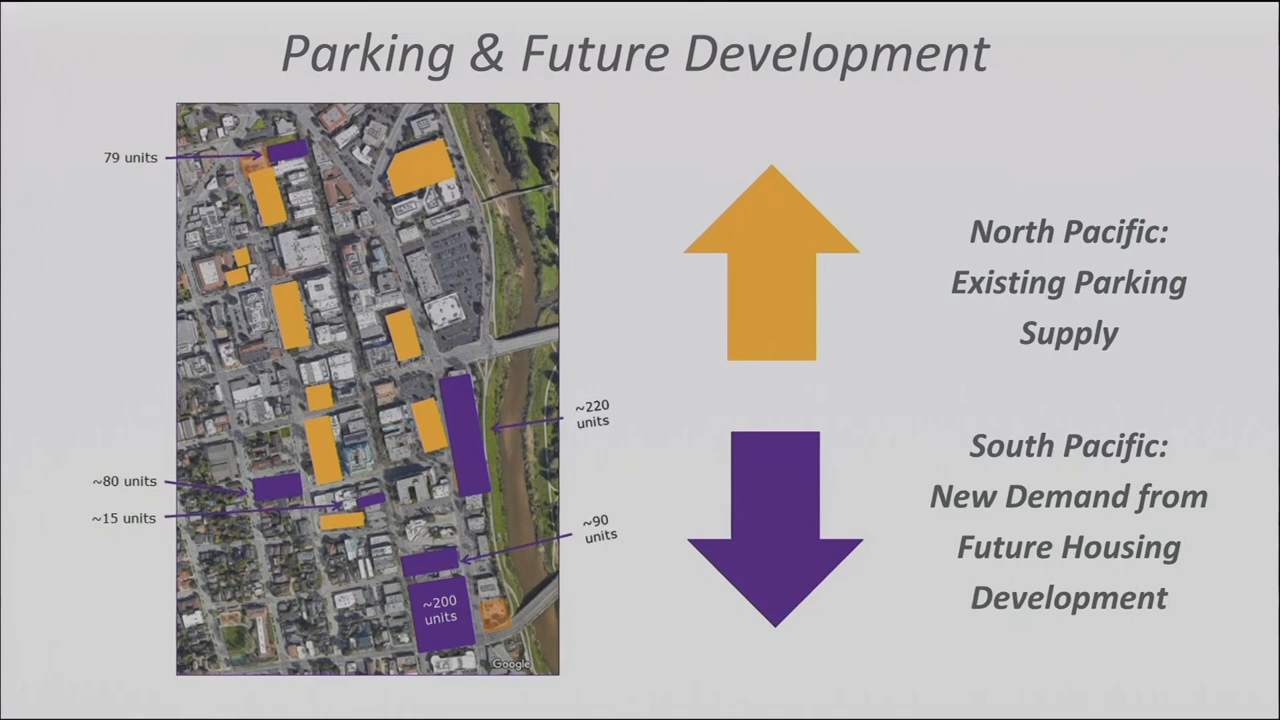 Parking & Future Development
79 units
~220
units
~80 units
~15 units
~90
units
~200
units
Google
North Pacific:
Existing Parking
Supply
South Pacific:
New Demand from
Future Housing
Development